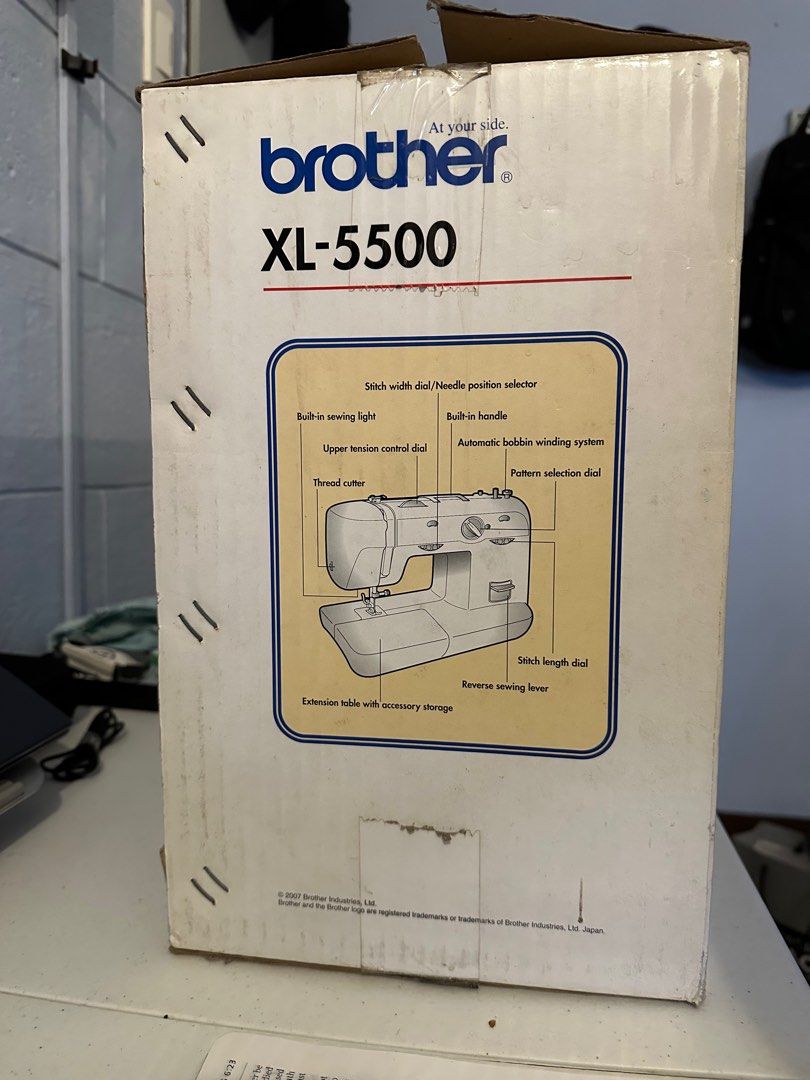 At your side.
brother®
XL-5500
Stitch width dial/Needle position selector
Built-in sewing light
Built-in handle
Upper tension control dial
Automatic bobbin winding system
Thread cutter
Pattern selection dial
Stitch length dial
Reverse sewing lever
Extension table with accessory storage
© 2007 Brother Industries, Ltd.
Brother and the Brother logo are registered trademarks or trademarks of Brother Industries, Ltd. Japan.